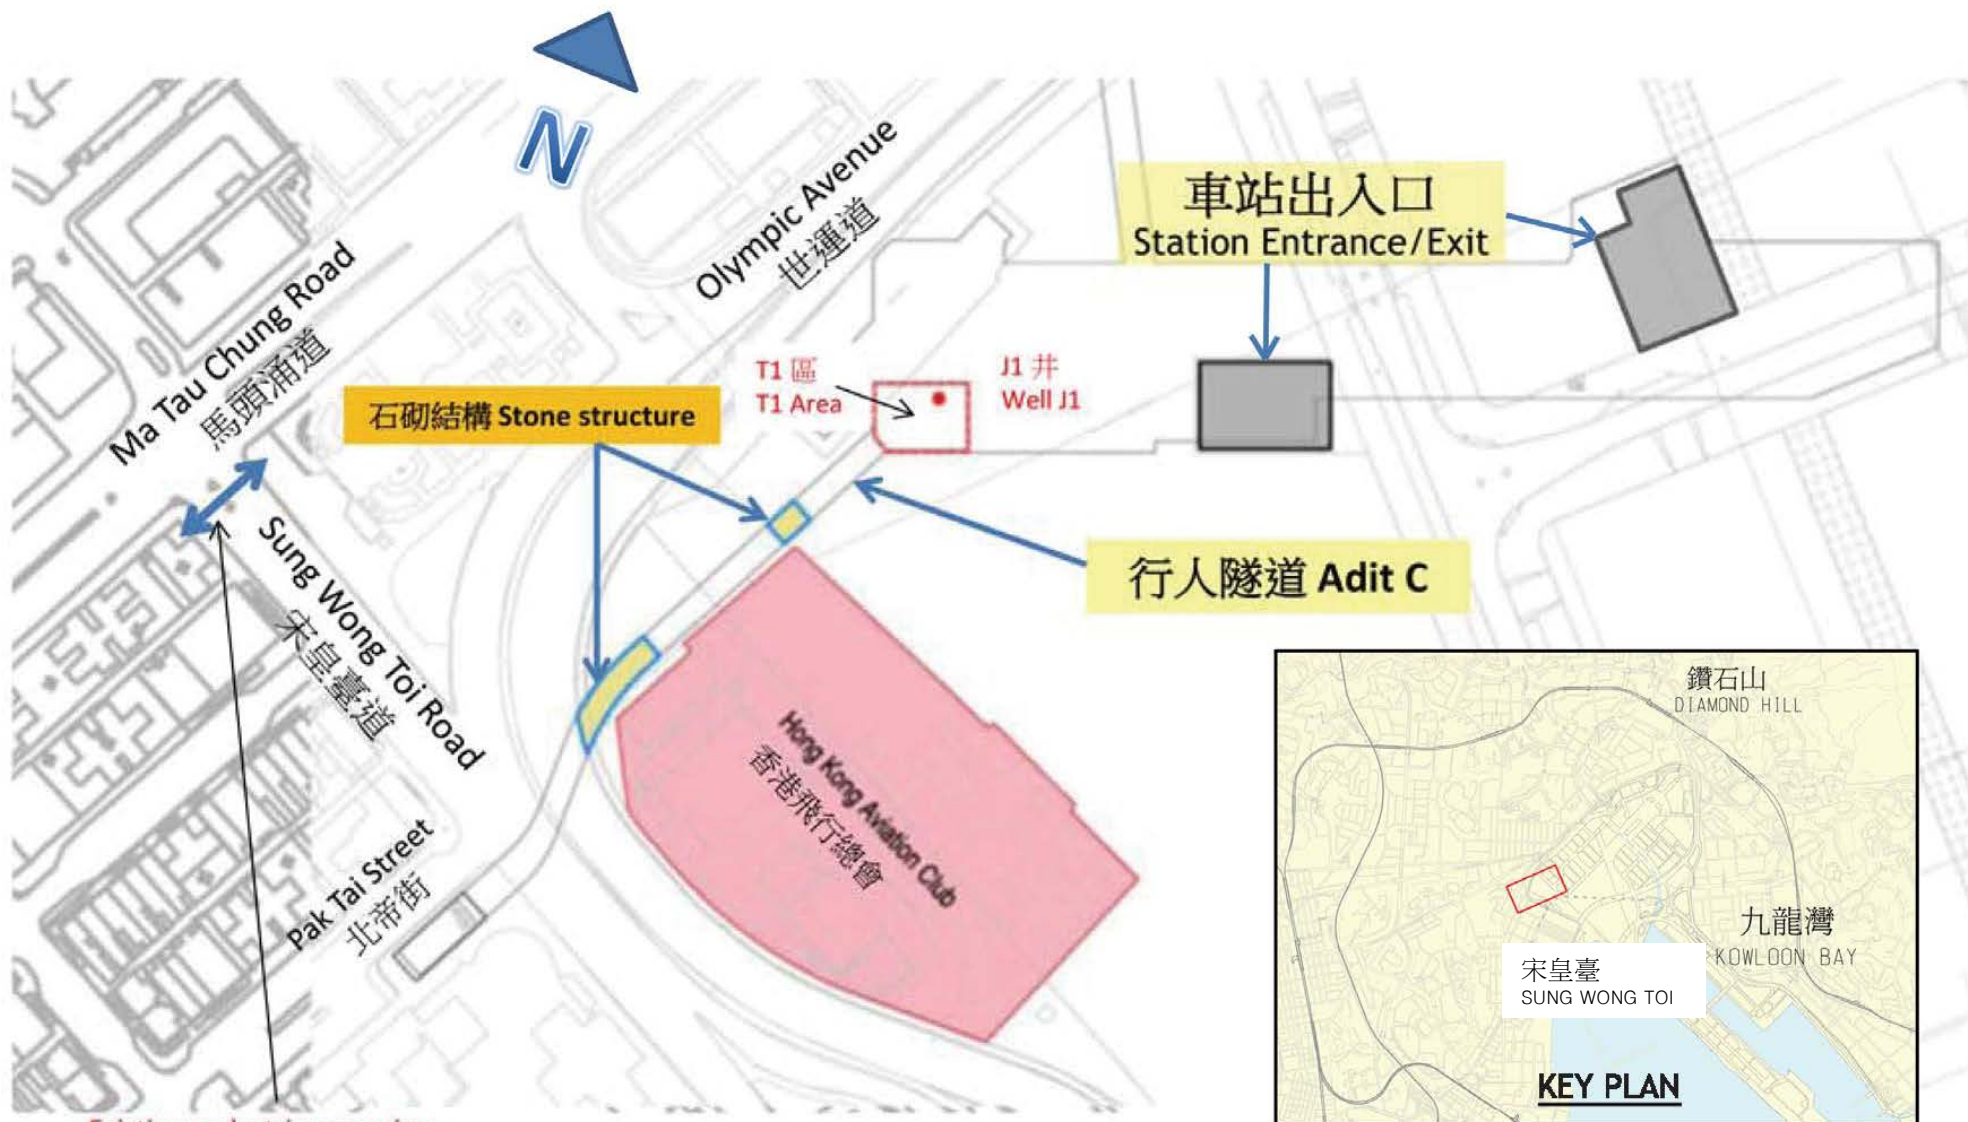 N
Olympic Avenue
世運道
車站出入口
Station Entrance/Exit
Ma Tau Chung Road
馬頭涌道
T1 區
T1 Area
J1 井
Well J1
石砌結構 Stone structure
行人隧道 Adit C
Sung Wong Toi Road
宋皇臺道
Hong Kong Aviation Club
香港飛行總會
Pak Tai Street
北帝街
鑽石山
DIAMOND HILL
九龍灣
KOWLOON BAY
宋皇臺
SUNG WONG TOI
KEY PLAN